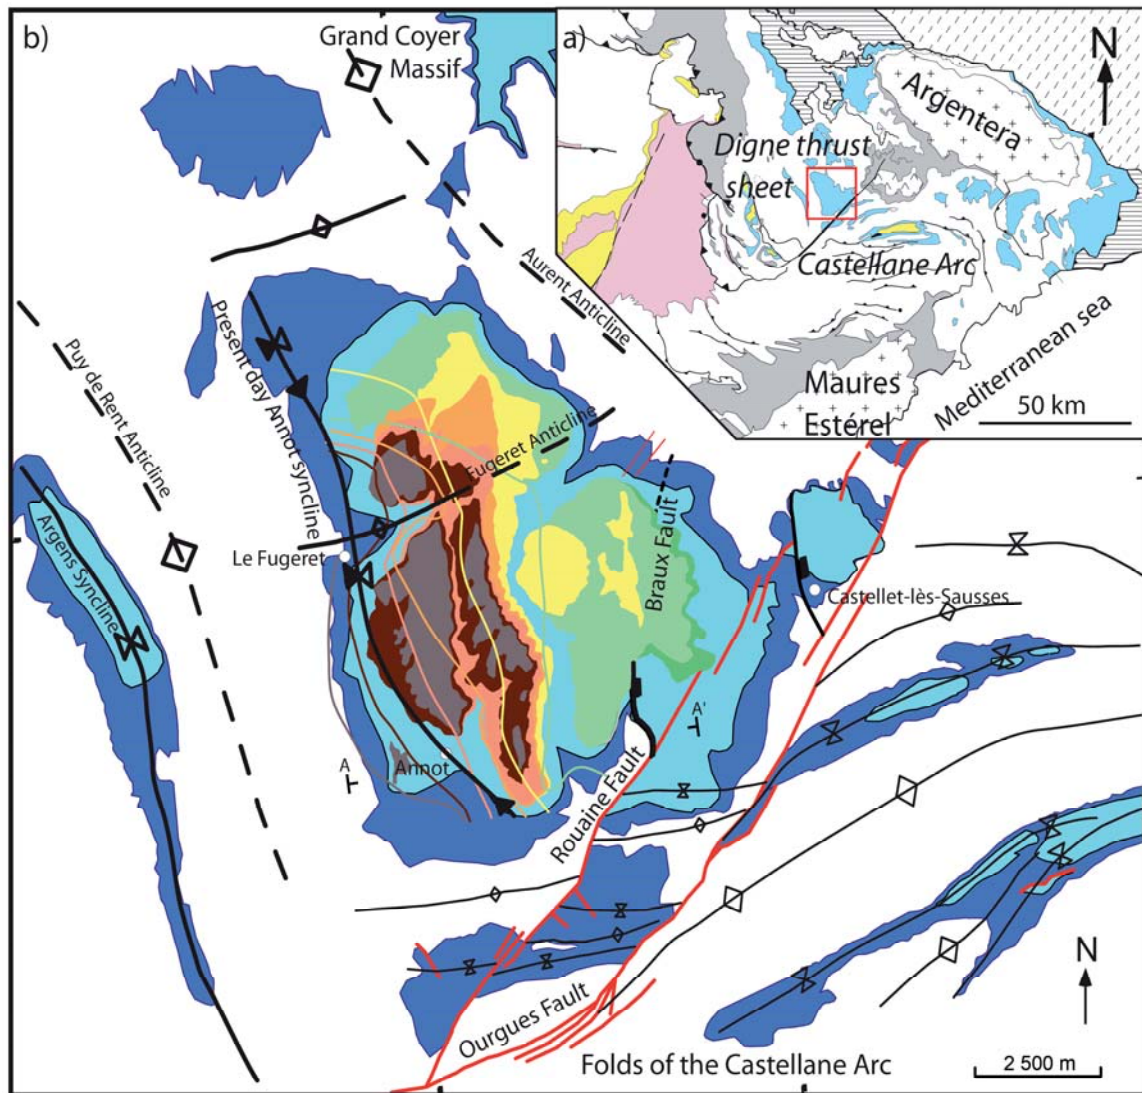 b)
Grand Coyer
Massif
a)
N
Argentera
Digne thrust
sheet
Castellane Arc
Maures
Estérel
Mediterranean sea
50 km
Aurent Anticline
Present day Annot syncline
Puy de Rent Anticline
Fugeret Anticline
Le Fugeret
Braux Fault
Argens Syncline
Castellet-lès-Sausses
A
A'
Annot
Rouaine Fault
Ourgues Fault
N
Folds of the Castellane Arc
2 500 m